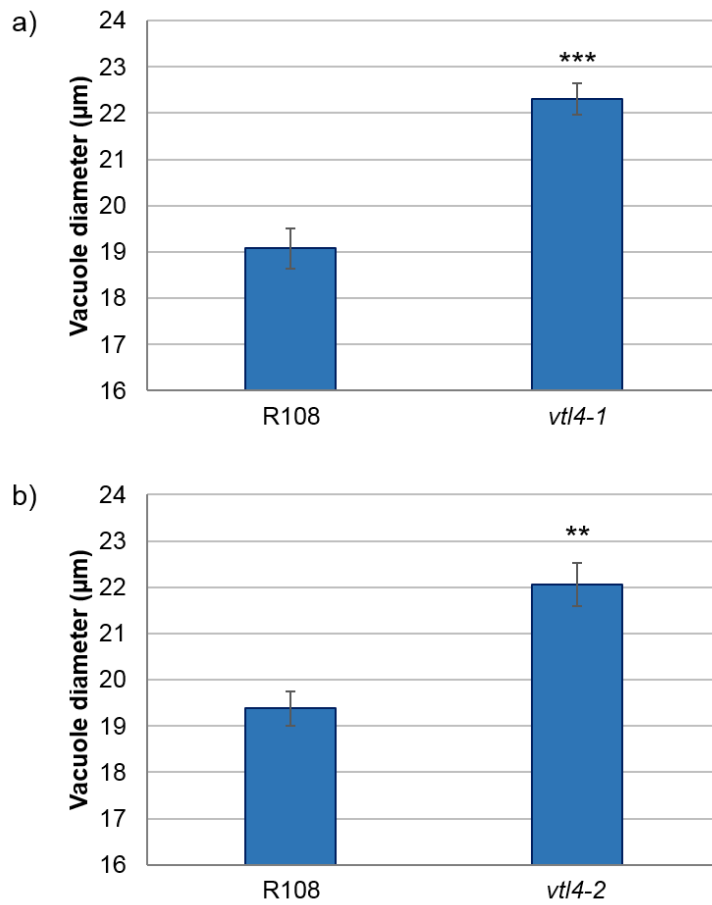 a)
Vacuole diameter (µm)
24
23
22
21
20
19
18
17
16
***
R108
vtl4-1
b)
Vacuole diameter (µm)
24
23
22
21
20
19
18
17
16
**
R108
vtl4-2